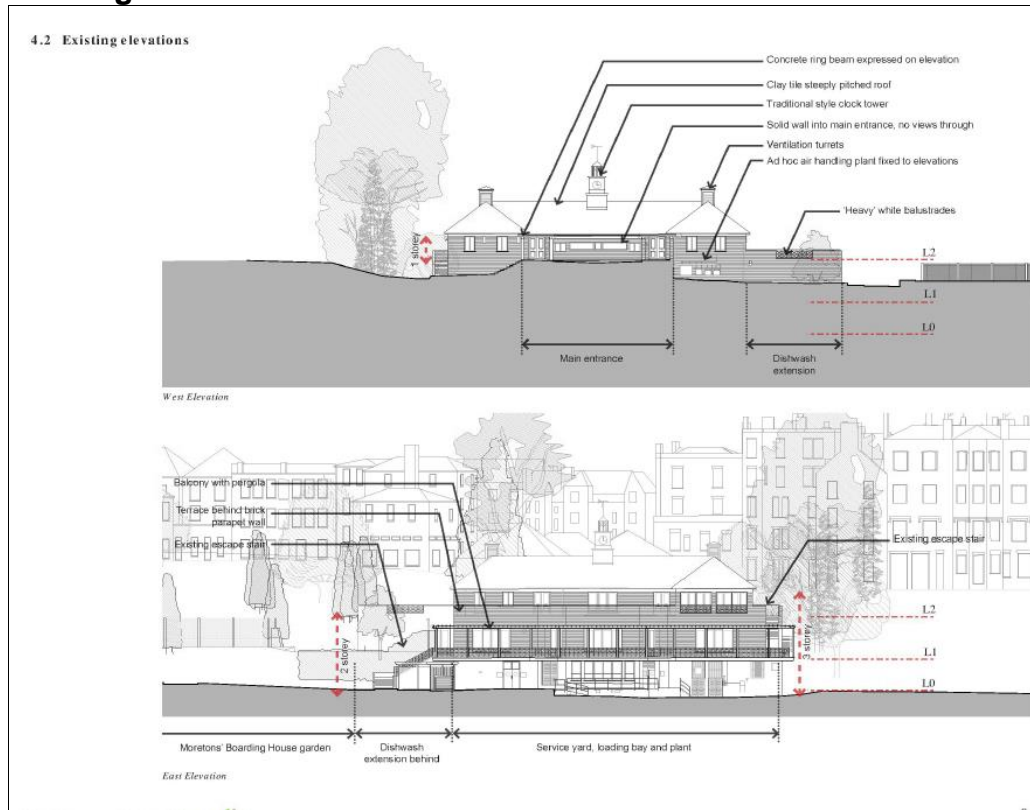 4.2 Existing elevations
Concrete ring beam expressed on elevation
Clay tile steeply pitched roof
Traditional style clock tower
Solid wall into main entrance, no views through
Ventilation turrets
Ad hoc air handling plant fixed to elevations
'Heavy' white balustrades
1 storey
L2
L1
L0
Main entrance
Dishwash
extension
West Elevation
Balcony with pergola
Terrace behind brick
parapet wall
Existing escape stair
Existing escape stair
2 storey
3 storey
L2
L1
L0
Moretons' Boarding House garden
Dishwash
extension behind
Service yard, loading bay and plant
East Elevation